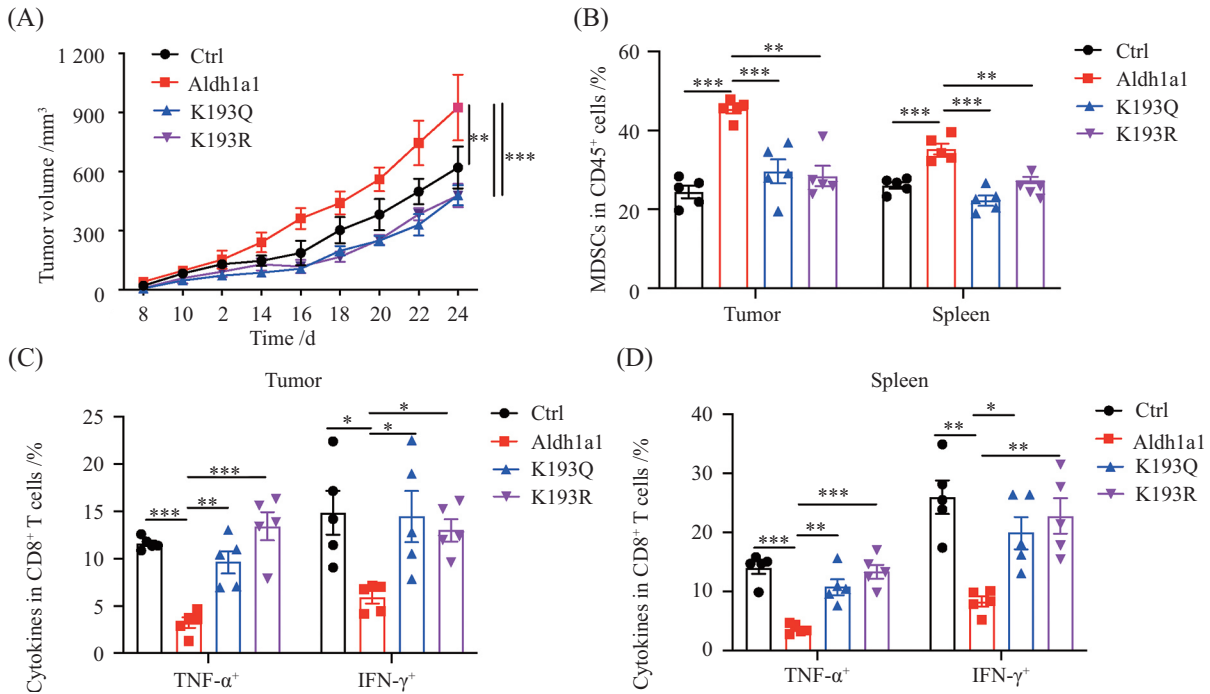 (A)
Tumor volume /mm³
1 200
900
600
300
0
8 10 2 14 16 18 20 22 24
Time /d
Ctrl
Aldh1a1
K193Q
K193R
**
***
(B)
MDSCs in CD45⁺ cells /%
60
40
20
0
**
*** ***
**
*** ***
Tumor Spleen
Ctrl
Aldh1a1
K193Q
K193R
(C)
Tumor
Cytokines in CD8⁺ T cells /%
25
20
15
10
5
0
***
*** **
*
* *
TNF-α⁺ IFN-γ⁺
Ctrl
Aldh1a1
K193Q
K193R
(D)
Spleen
Cytokines in CD8⁺ T cells /%
40
30
20
10
0
***
*** **
*
**
**
TNF-α⁺ IFN-γ⁺
Ctrl
Aldh1a1
K193Q
K193R